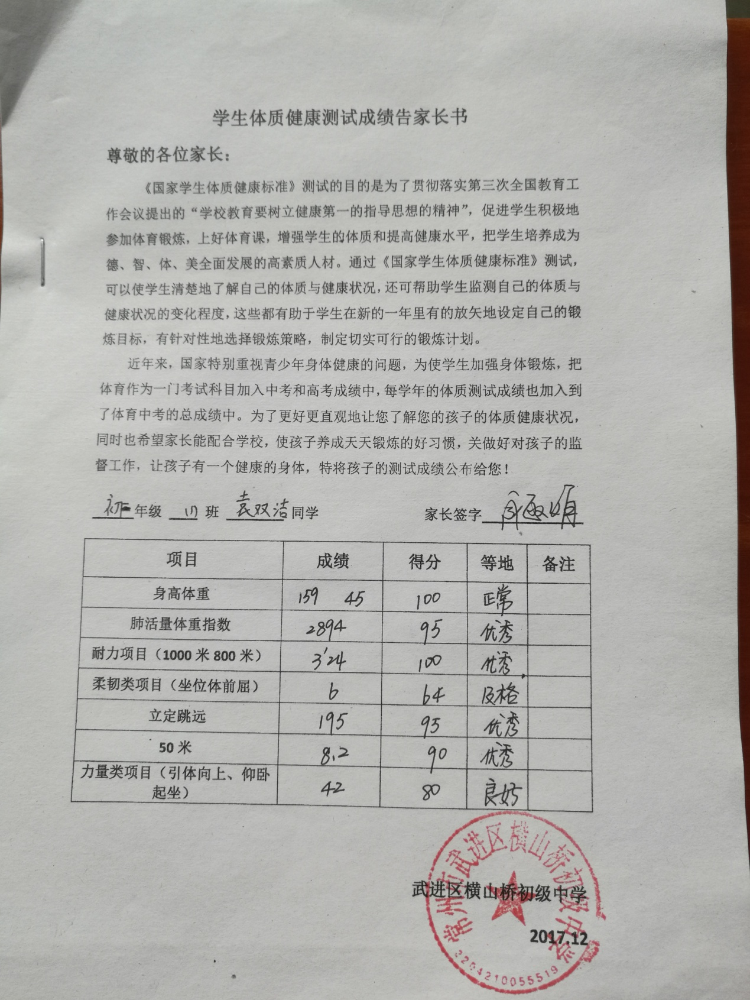 学生体质健康测试成绩告家长书
尊敬的各位家长：
《国家学生体质健康标准》测试的目的是为了贯彻落实第三次全国教育工
作会议提出的“学校教育要树立健康第一的指导思想的精神”，促进学生积极地
参加体育锻炼，上好体育课，增强学生的体质和提高健康水平，把学生培养成为
德、智、体、美全面发展的高素质人材。通过《国家学生体质健康标准》测试，
可以使学生清楚地了解自己的体质与健康状况，还可帮助学生监测自己的体质与
健康状况的变化程度，这些都有助于学生在新的一年里有的放矢地设定自己的锻
炼目标，有针对性地选择锻炼策略，制定切实可行的锻炼计划。
近年来，国家特别重视青少年身体健康的问题，为使学生加强身体锻炼，把
体育作为一门考试科目加入中考和高考成绩中，每学年的体质测试成绩也加入到
了体育中考的总成绩中。为了更好更直观地让您了解您的孩子的体质健康状况，
同时也希望家长能配合学校，使孩子养成天天锻炼的好习惯，关做好对孩子的监
督工作，让孩子有一个健康的身体，特将孩子的测试成绩公布给您！
初二年级 (1) 班 袁双洁同学 家长签字
项目 成绩 得分 等地 备注
身高体重 159 45 100 正常
肺活量体重指数 2894 95 优秀
耐力项目（1000 米 800 米） 3′24 100 优秀
柔韧类项目（坐位体前屈） 6 64 及格
立定跳远 195 95 优秀
50 米 8.2 90 优秀
力量类项目（引体向上、仰卧
起坐） 42 80 良好
常州市武进区横山桥初级中学
武进区横山桥初级中学
2017.12
3204210055519